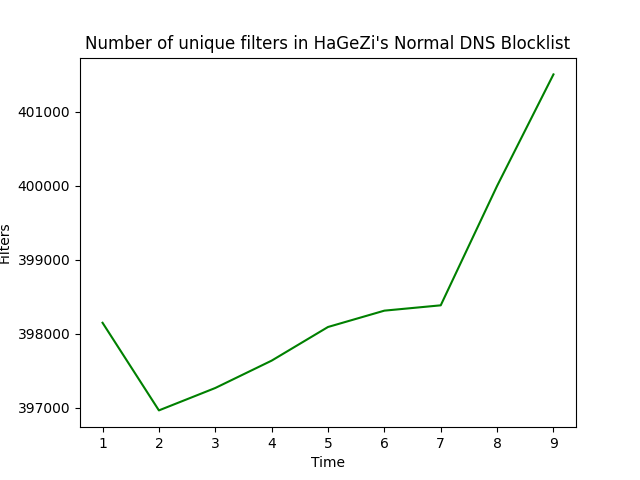 Number of unique filters in HaGeZi's Normal DNS Blocklist
401000
400000
399000
398000
397000
Filters
1 2 3 4 5 6 7 8 9
Time